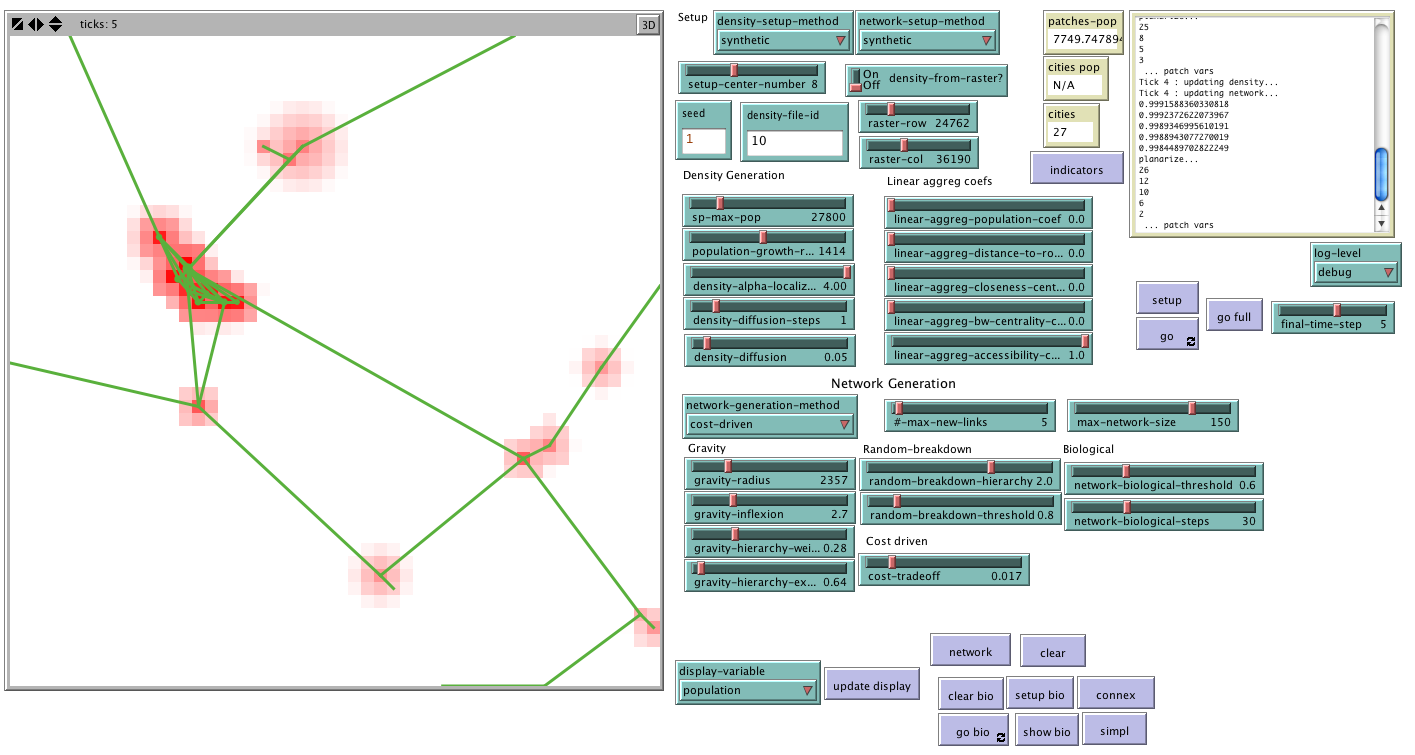 ticks: 5
3D
Setup
density-setup-method
synthetic
network-setup-method
synthetic
setup-center-number 8
On
Off
density-from-raster?
seed
1
density-file-id
10
raster-row 24762
raster-col 36190
patches-pop
7749.74789
cities pop
N/A
cities
27
indicators
planarize...
25
8
5
3
... patch vars
Tick 4 : updating density...
Tick 4 : updating network...
0.9991588360330818
0.9992372622073967
0.9989346995610191
0.9988943077270019
0.9984489702822249
planarize...
26
12
10
6
2
... patch vars
log-level
debug
Density Generation
sp-max-pop 27800
population-growth-r... 1414
density-alpha-localiz... 4.00
density-diffusion-steps 1
density-diffusion 0.05
Linear aggreg coefs
linear-aggreg-population-coef 0.0
linear-aggreg-distance-to-ro... 0.0
linear-aggreg-closeness-cent... 0.0
linear-aggreg-bw-centrality-c... 0.0
linear-aggreg-accessibility-c... 1.0
setup
go
go full
final-time-step 5
Network Generation
network-generation-method
cost-driven
#-max-new-links 5
max-network-size 150
Gravity
gravity-radius 2357
gravity-inflexion 2.7
gravity-hierarchy-wei... 0.28
gravity-hierarchy-ex... 0.64
Random-breakdown
random-breakdown-hierarchy 2.0
random-breakdown-threshold 0.8
Biological
network-biological-threshold 0.6
network-biological-steps 30
Cost driven
cost-tradeoff 0.017
display-variable
population
update display
network
clear
clear bio
setup bio
connex
go bio
show bio
simpl